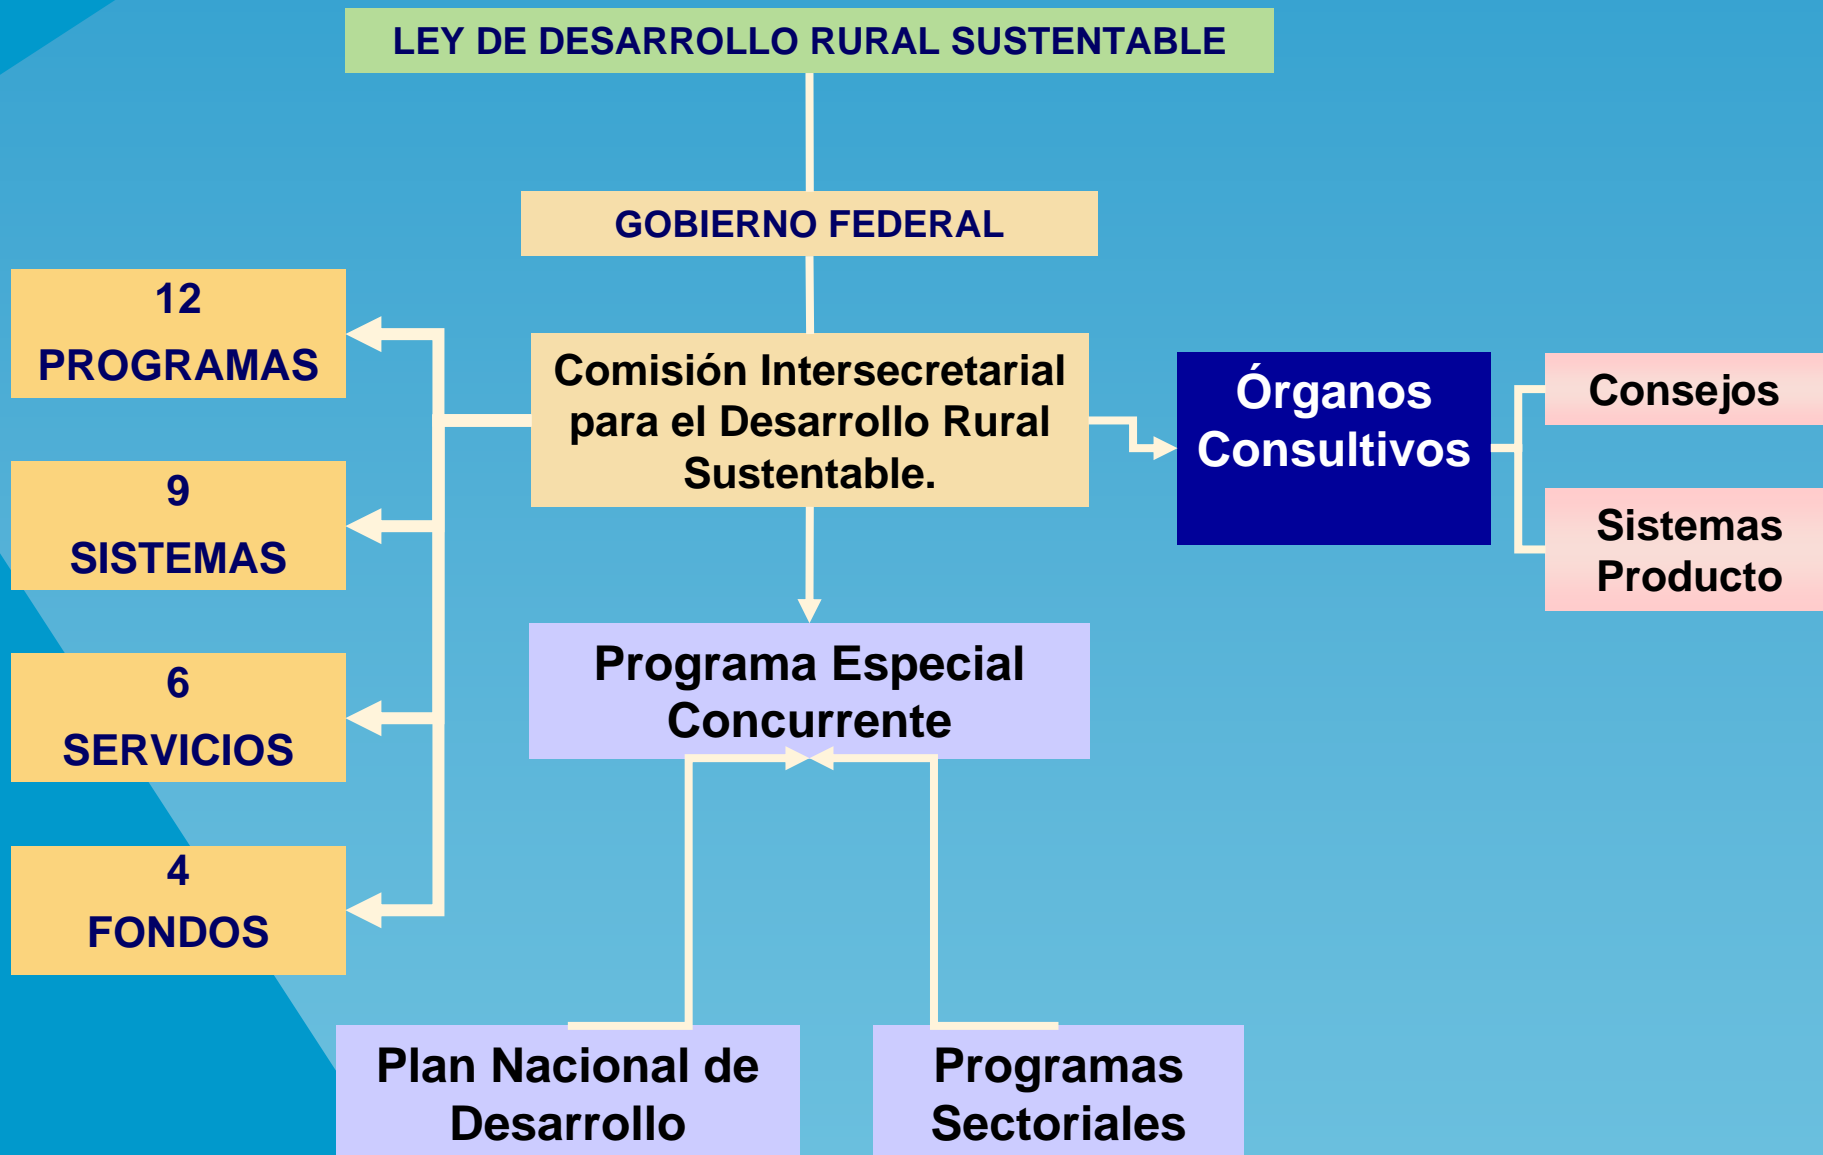 LEY DE DESARROLLO RURAL SUSTENTABLE
GOBIERNO FEDERAL
12
PROGRAMAS
9
SISTEMAS
6
SERVICIOS
4
FONDOS
Comisión Intersecretarial
para el Desarrollo Rural
Sustentable.
Órganos
Consultivos
Consejos
Sistemas
Producto
Programa Especial
Concurrente
Plan Nacional de
Desarrollo
Programas
Sectoriales